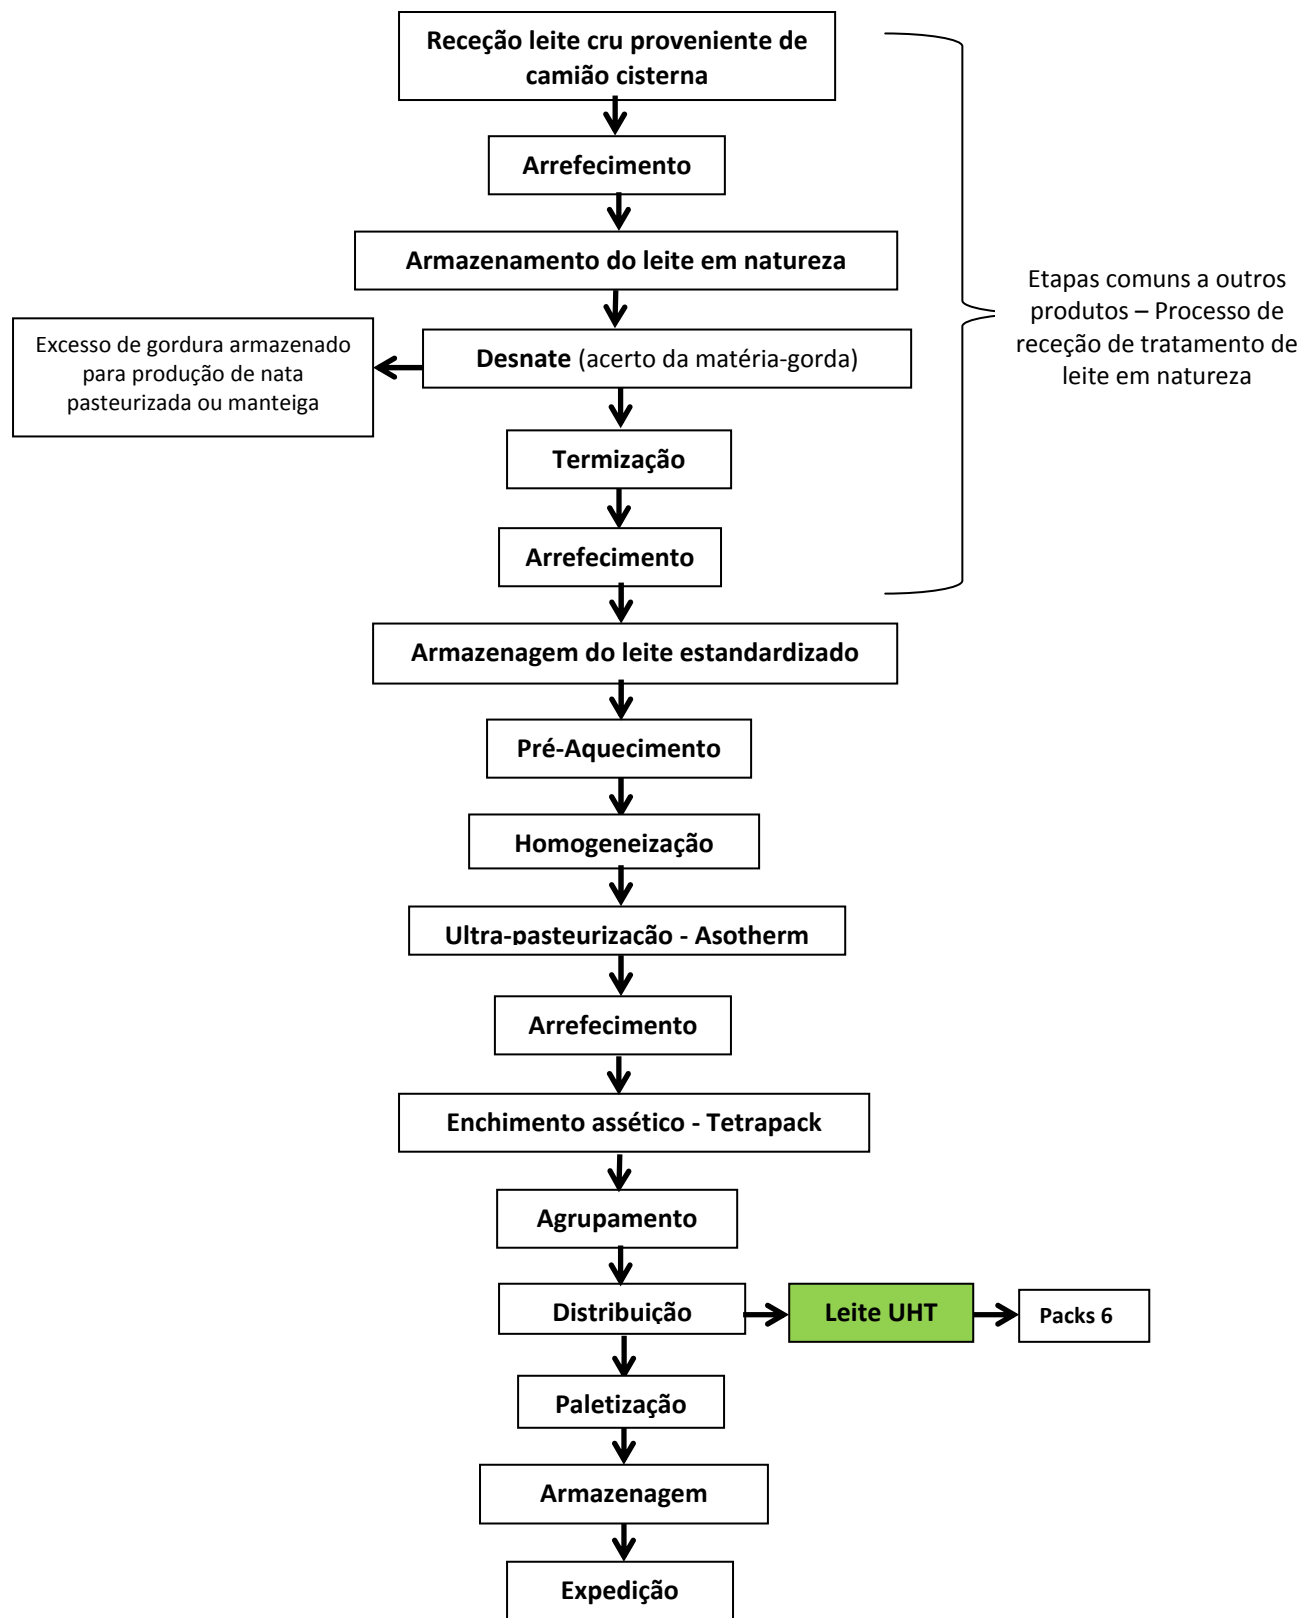 Receção leite cru proveniente de
camião cisterna
Arrefecimento
Armazenamento do leite em natureza
Etapas comuns a outros
produtos – Processo de
receção de tratamento de
leite em natureza
Excesso de gordura armazenado
para produção de nata
pasteurizada ou manteiga
Desnate (acerto da matéria-gorda)
Termização
Arrefecimento
Armazenagem do leite estandardizado
Pré-Aquecimento
Homogeneização
Ultra-pasteurização - Asotherm
Arrefecimento
Enchimento assético - Tetrapack
Agrupamento
Distribuição
Leite UHT
Packs 6
Paletização
Armazenagem
Expedição